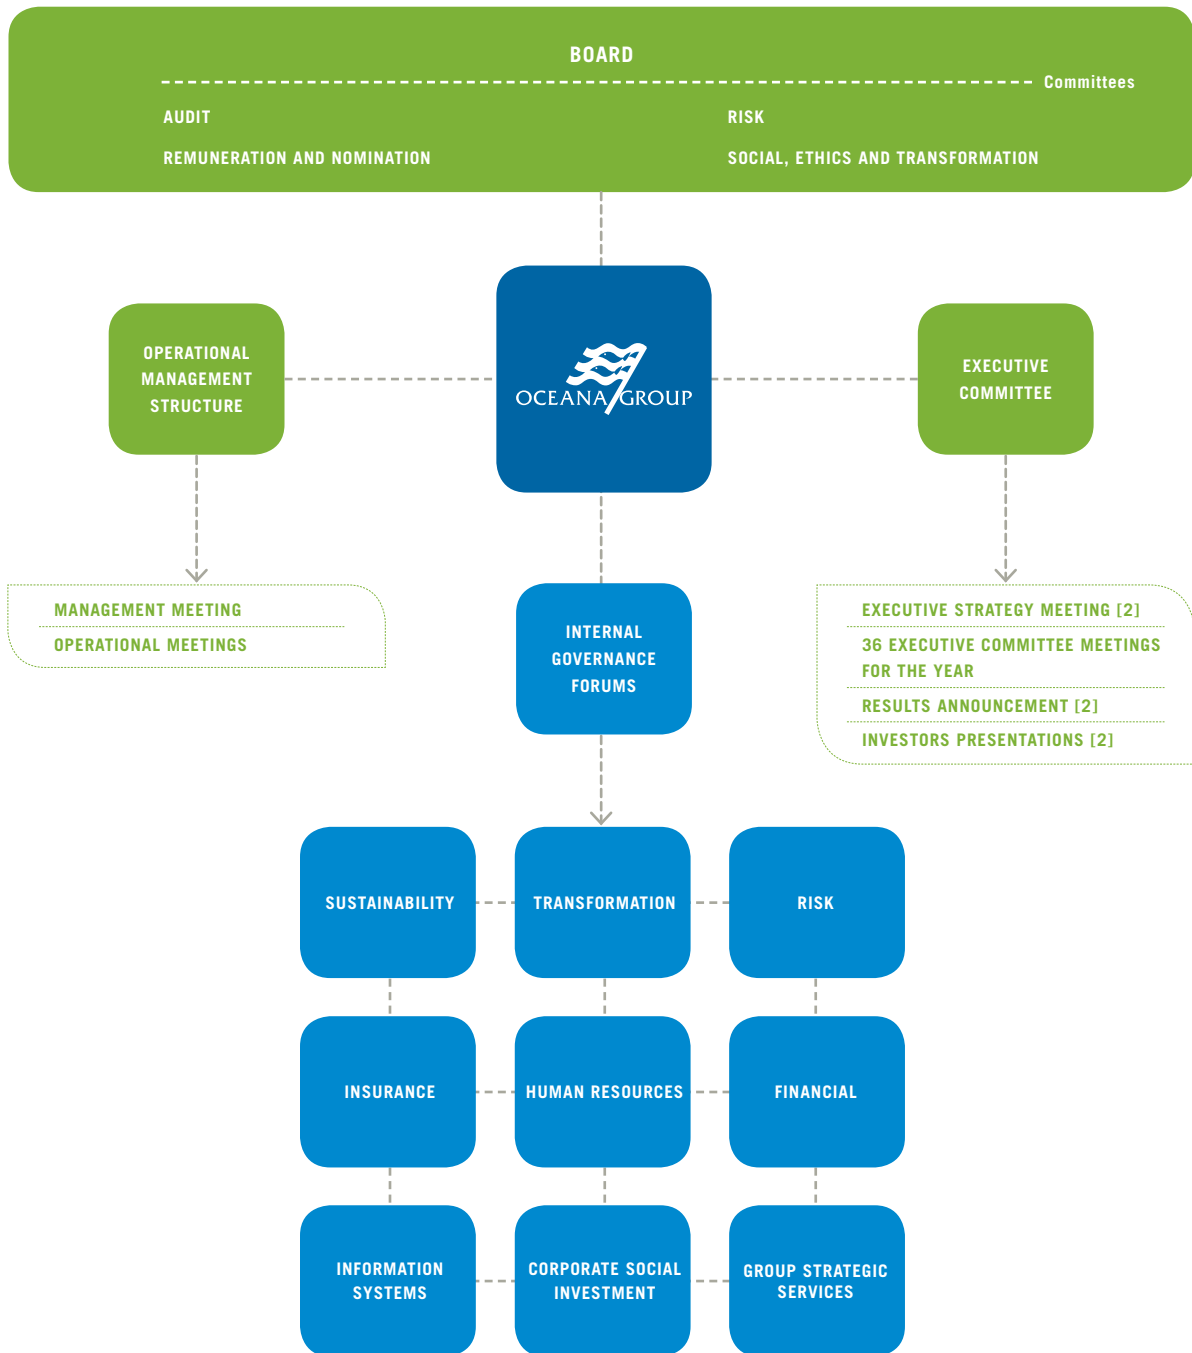 BOARD
Committees
AUDIT
RISK
REMUNERATION AND NOMINATION
SOCIAL, ETHICS AND TRANSFORMATION
OPERATIONAL
MANAGEMENT
STRUCTURE
OCEANA GROUP
EXECUTIVE
COMMITTEE
MANAGEMENT MEETING
OPERATIONAL MEETINGS
INTERNAL
GOVERNANCE
FORUMS
EXECUTIVE STRATEGY MEETING [2]
36 EXECUTIVE COMMITTEE MEETINGS
FOR THE YEAR
RESULTS ANNOUNCEMENT [2]
INVESTORS PRESENTATIONS [2]
SUSTAINABILITY
TRANSFORMATION
RISK
INSURANCE
HUMAN RESOURCES
FINANCIAL
INFORMATION
SYSTEMS
CORPORATE SOCIAL
INVESTMENT
GROUP STRATEGIC
SERVICES